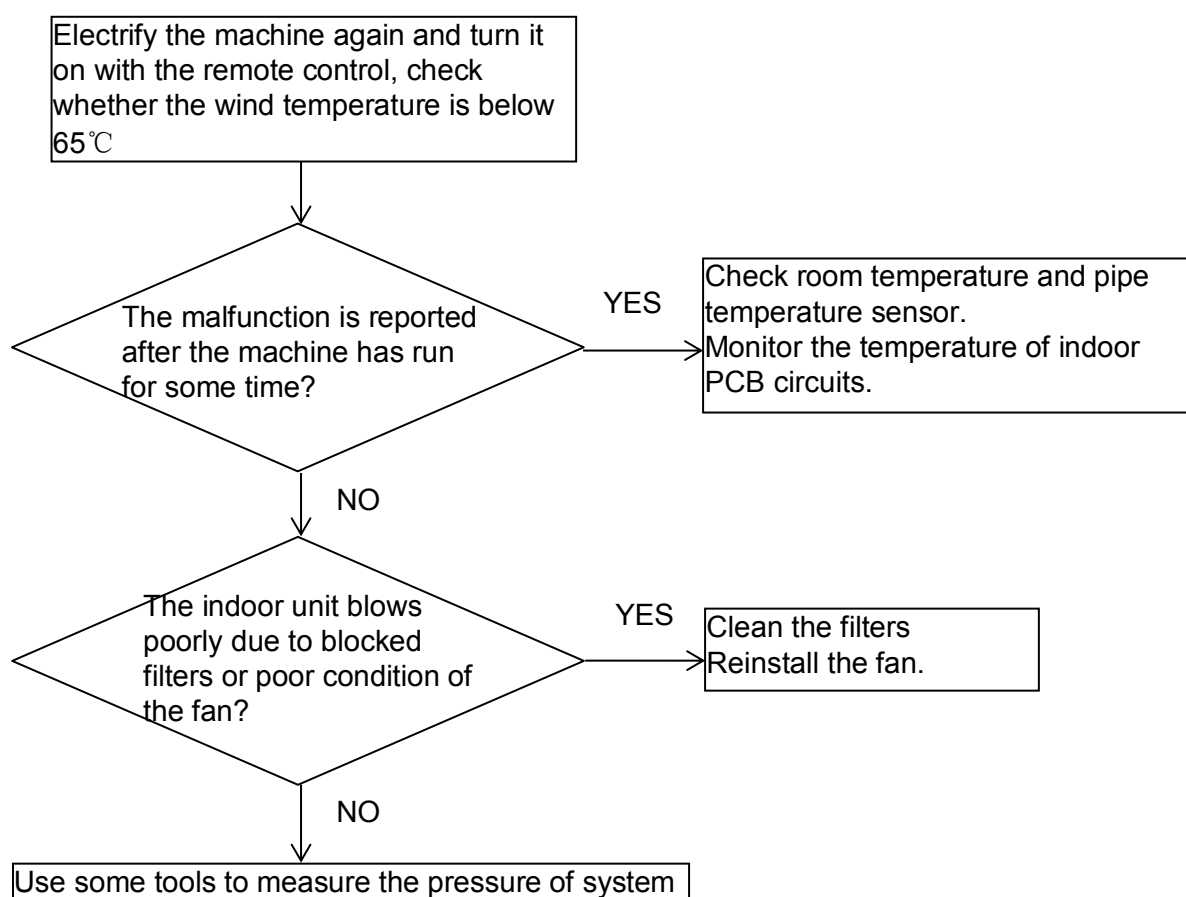 Electrify the machine again and turn it
on with the remote control, check
whether the wind temperature is below
65℃
The malfunction is reported
after the machine has run
for some time?
YES
Check room temperature and pipe
temperature sensor.
Monitor the temperature of indoor
PCB circuits.
NO
The indoor unit blows
poorly due to blocked
filters or poor condition of
the fan?
YES
Clean the filters
Reinstall the fan.
NO
Use some tools to measure the pressure of system